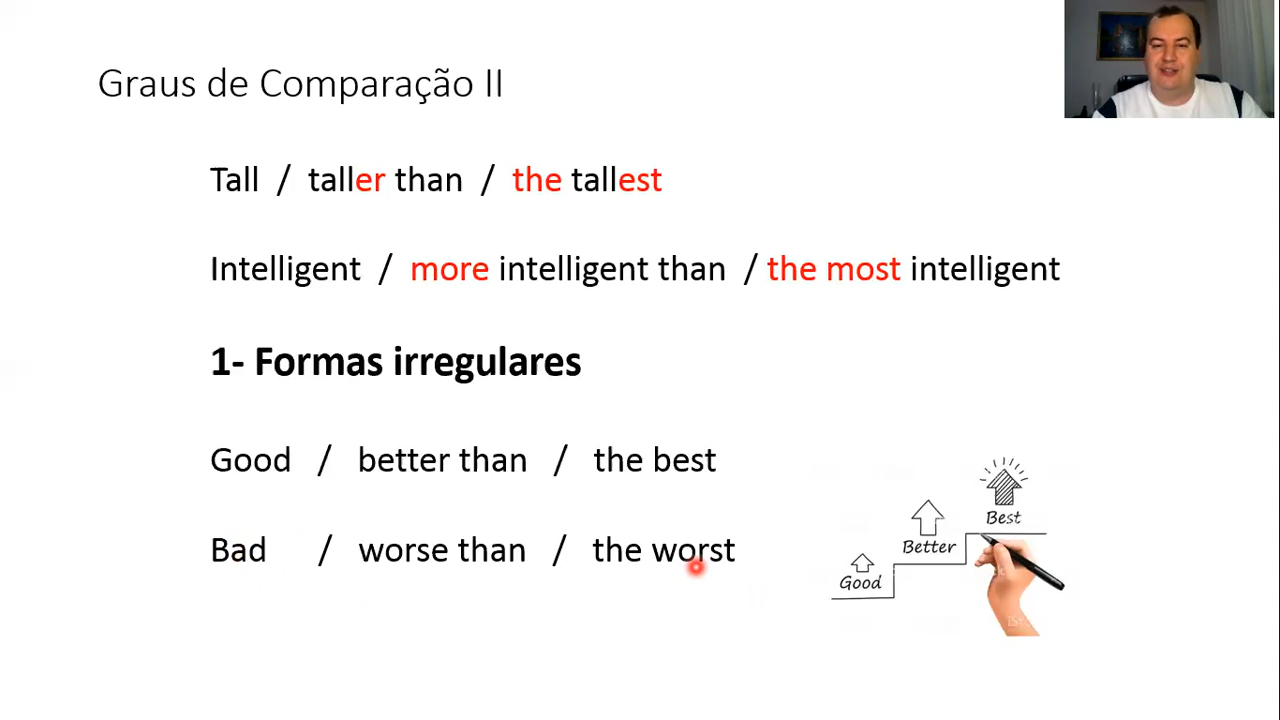 Graus de Comparação II
Tall / taller than / the tallest
Intelligent / more intelligent than / the most intelligent
1- Formas irregulares
Good / better than / the best
Bad / worse than / the worst
Best
Better
Good